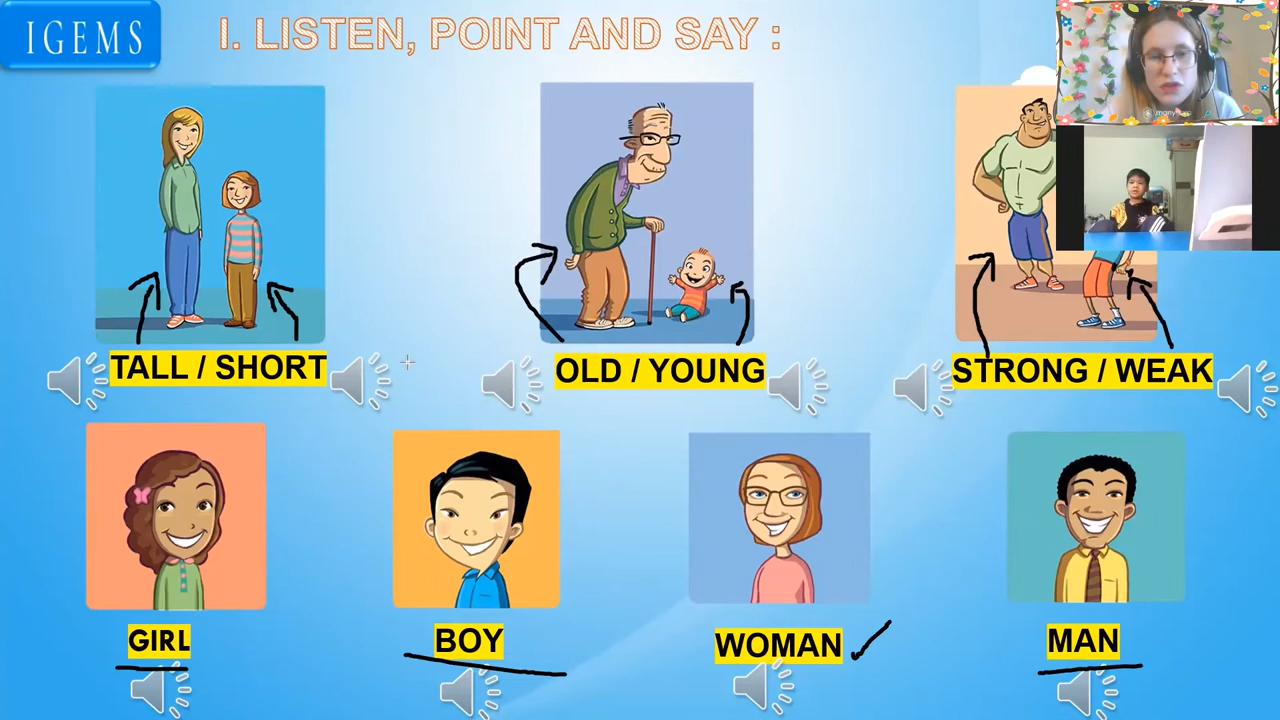 IGEMS
I. LISTEN, POINT AND SAY :
TALL / SHORT
OLD / YOUNG
STRONG / WEAK
GIRL
BOY
WOMAN
MAN